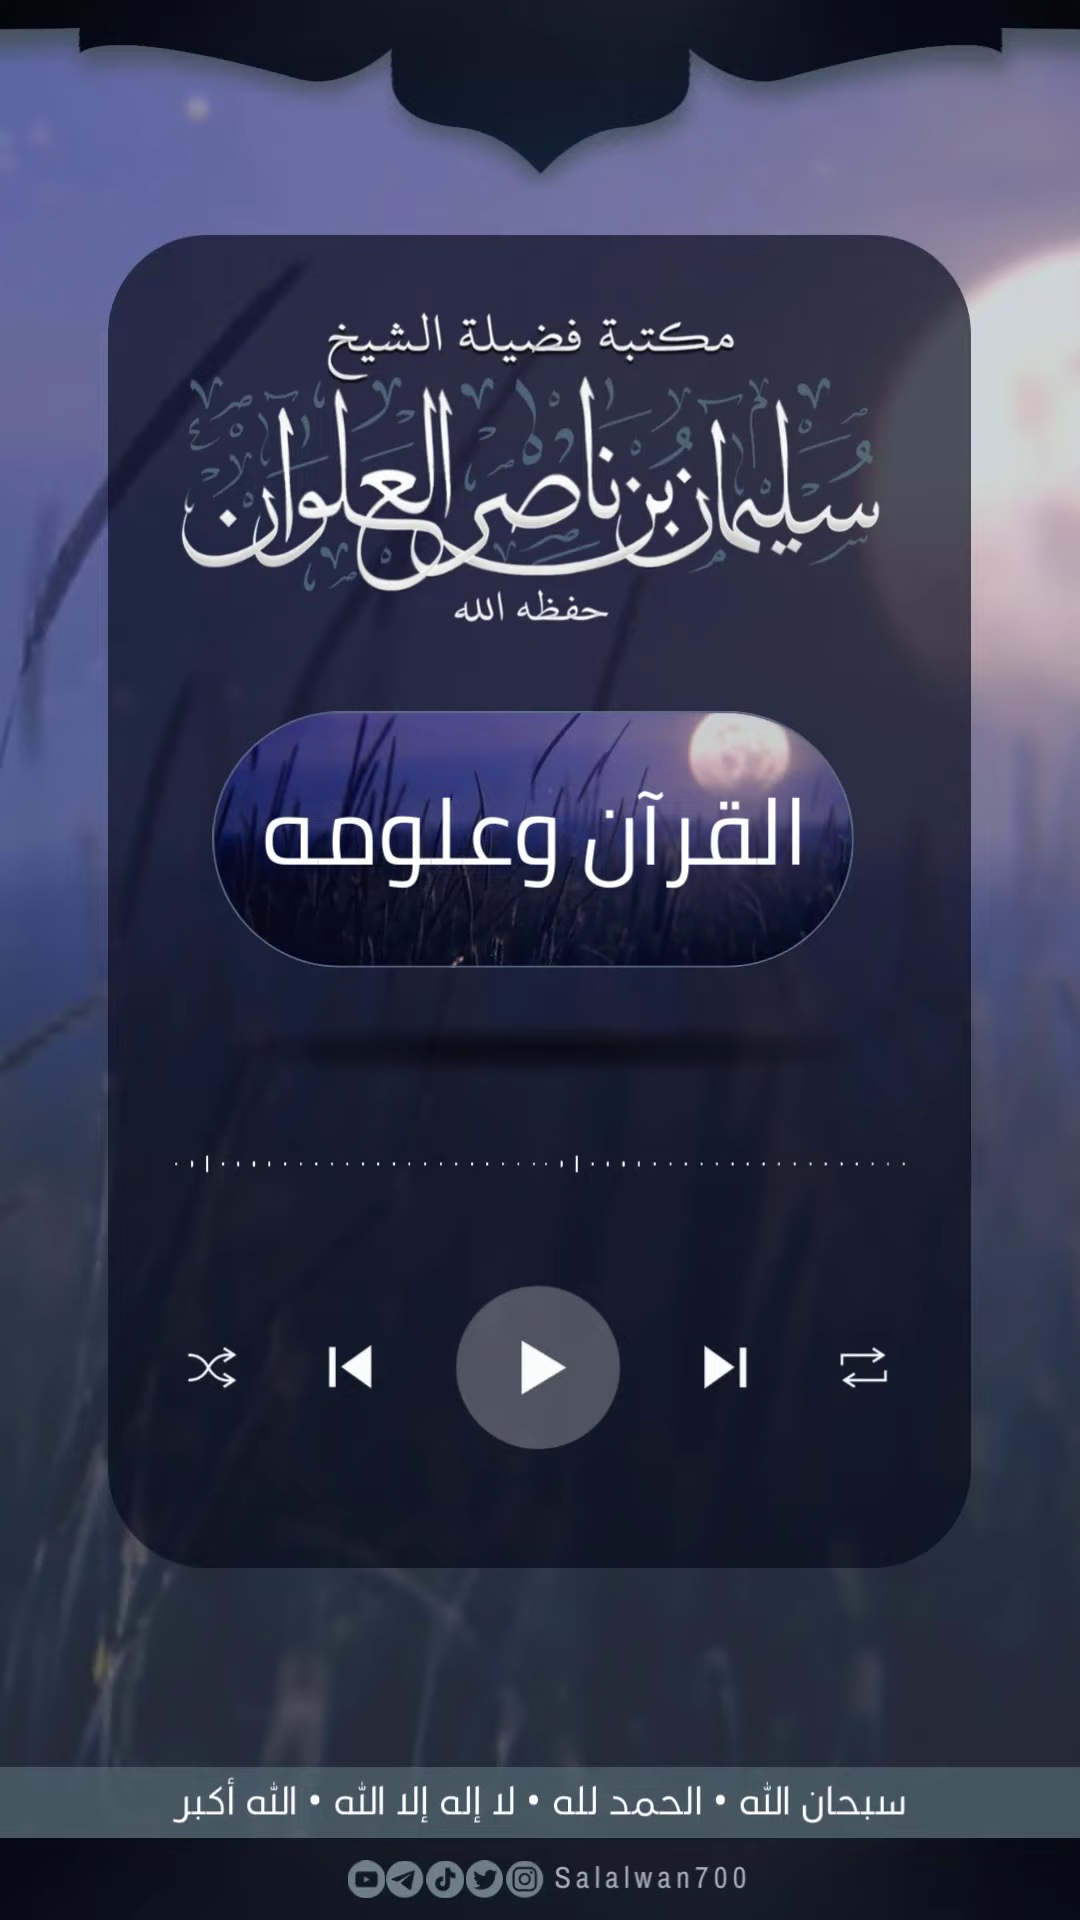 مكتبة فضيلة الشيخ
سليمان بن ناصر العلوان
حفظه الله
القرآن وعلومه
سبحان الله • الحمد لله • لا إله إلا الله • الله أكبر
Salalwan700